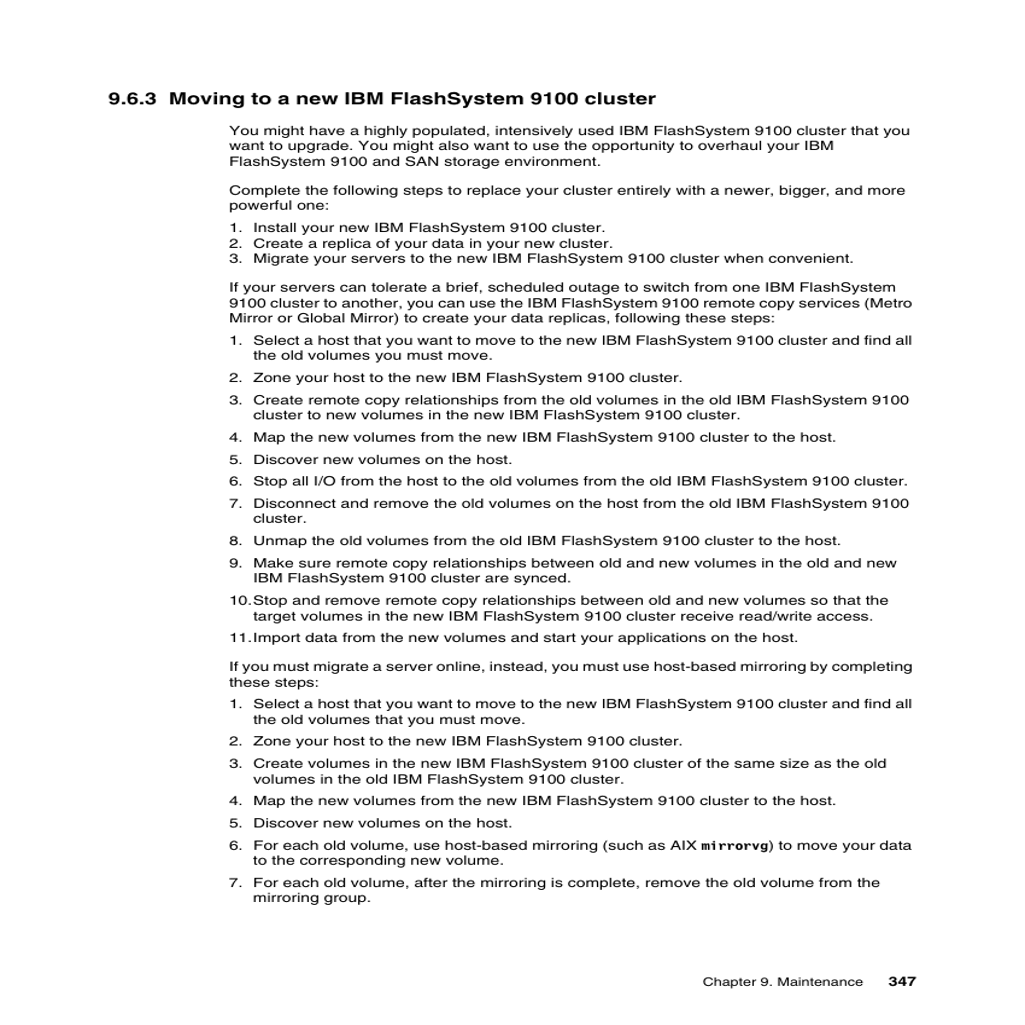 9.6.3 Moving to a new IBM FlashSystem 9100 cluster
You might have a highly populated, intensively used IBM FlashSystem 9100 cluster that you
want to upgrade. You might also want to use the opportunity to overhaul your IBM
FlashSystem 9100 and SAN storage environment.
Complete the following steps to replace your cluster entirely with a newer, bigger, and more
powerful one:
1. Install your new IBM FlashSystem 9100 cluster.
2. Create a replica of your data in your new cluster.
3. Migrate your servers to the new IBM FlashSystem 9100 cluster when convenient.
If your servers can tolerate a brief, scheduled outage to switch from one IBM FlashSystem
9100 cluster to another, you can use the IBM FlashSystem 9100 remote copy services (Metro
Mirror or Global Mirror) to create your data replicas, following these steps:
1. Select a host that you want to move to the new IBM FlashSystem 9100 cluster and find all
the old volumes you must move.
2. Zone your host to the new IBM FlashSystem 9100 cluster.
3. Create remote copy relationships from the old volumes in the old IBM FlashSystem 9100
cluster to new volumes in the new IBM FlashSystem 9100 cluster.
4. Map the new volumes from the new IBM FlashSystem 9100 cluster to the host.
5. Discover new volumes on the host.
6. Stop all I/O from the host to the old volumes from the old IBM FlashSystem 9100 cluster.
7. Disconnect and remove the old volumes on the host from the old IBM FlashSystem 9100
cluster.
8. Unmap the old volumes from the old IBM FlashSystem 9100 cluster to the host.
9. Make sure remote copy relationships between old and new volumes in the old and new
IBM FlashSystem 9100 cluster are synced.
10.Stop and remove remote copy relationships between old and new volumes so that the
target volumes in the new IBM FlashSystem 9100 cluster receive read/write access.
11.Import data from the new volumes and start your applications on the host.
If you must migrate a server online, instead, you must use host-based mirroring by completing
these steps:
1. Select a host that you want to move to the new IBM FlashSystem 9100 cluster and find all
the old volumes that you must move.
2. Zone your host to the new IBM FlashSystem 9100 cluster.
3. Create volumes in the new IBM FlashSystem 9100 cluster of the same size as the old
volumes in the old IBM FlashSystem 9100 cluster.
4. Map the new volumes from the new IBM FlashSystem 9100 cluster to the host.
5. Discover new volumes on the host.
6. For each old volume, use host-based mirroring (such as AIX mirrorvg) to move your data
to the corresponding new volume.
7. For each old volume, after the mirroring is complete, remove the old volume from the
mirroring group.
Chapter 9. Maintenance 347